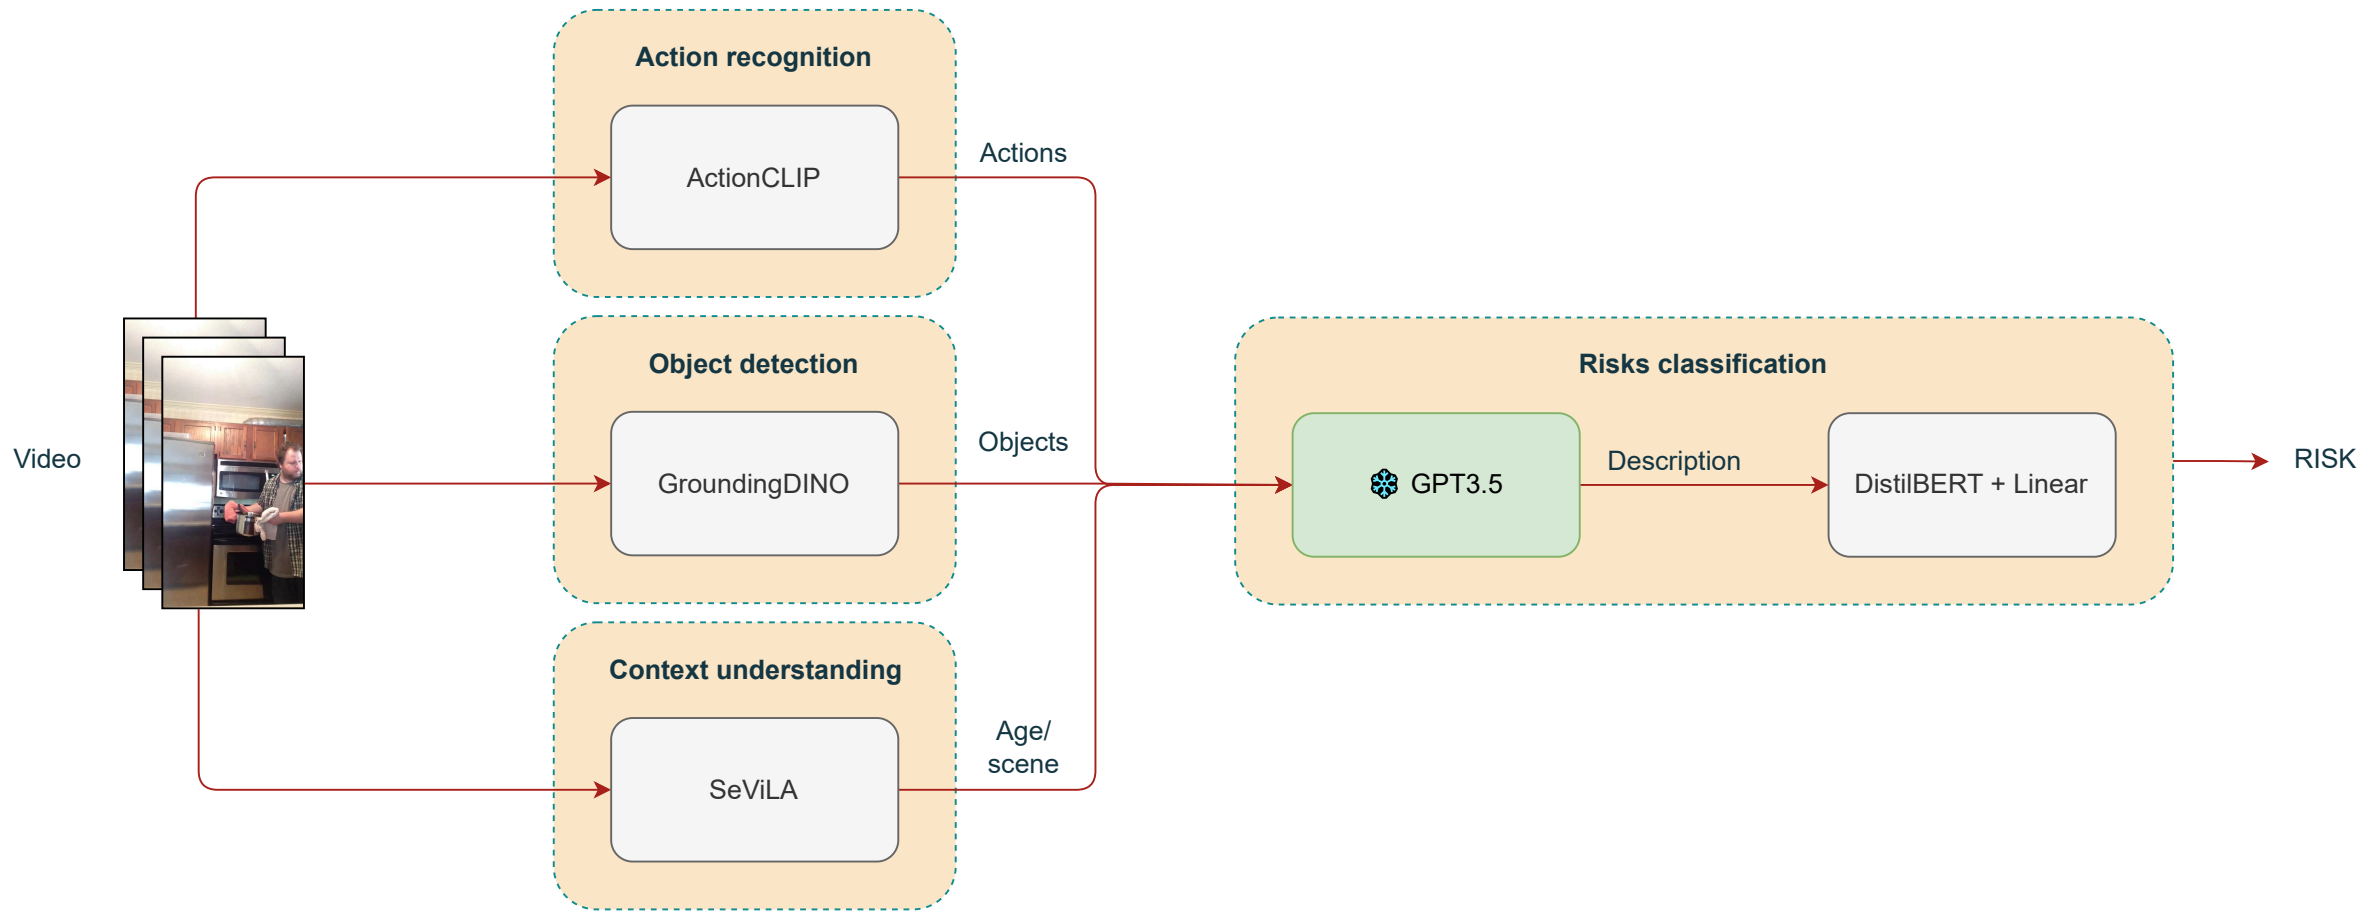 Video
Action recognition
ActionCLIP
Actions
Object detection
GroundingDINO
Objects
Context understanding
SeViLA
Age/
scene
Risks classification
GPT3.5
Description
DistilBERT + Linear
RISK